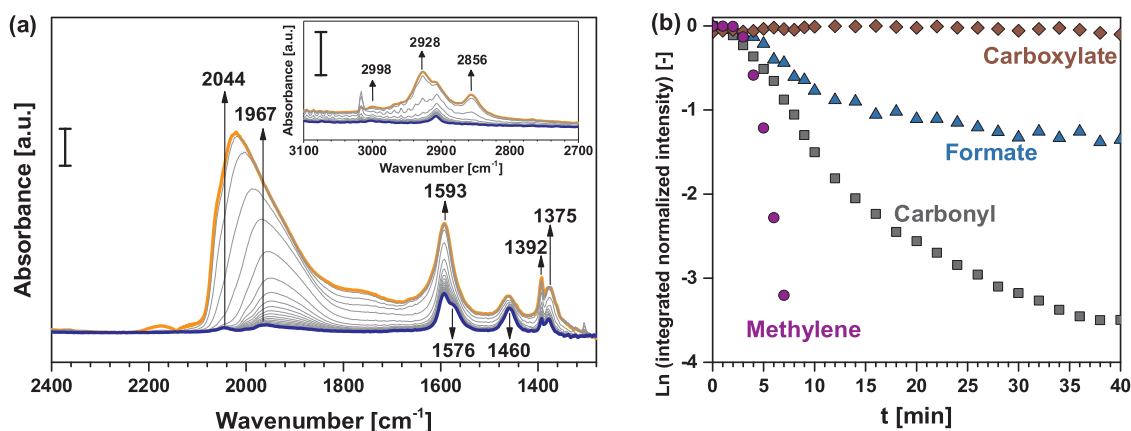 (a)
Absorbance [a.u.]
2044
1967
1593
1392
1375
1576
1460
2400
2200
2000
1800
1600
1400
Wavenumber [cm⁻¹]
Absorbance [a.u.]
2998
2928
2856
3100
3000
2900
2800
2700
Wavenumber [cm⁻¹]
(b)
Ln (integrated normalized intensity) [-]
0
-1
-2
-3
-4
Carboxylate
Formate
Carbonyl
Methylene
0
5
10
15
20
25
30
35
40
t [min]